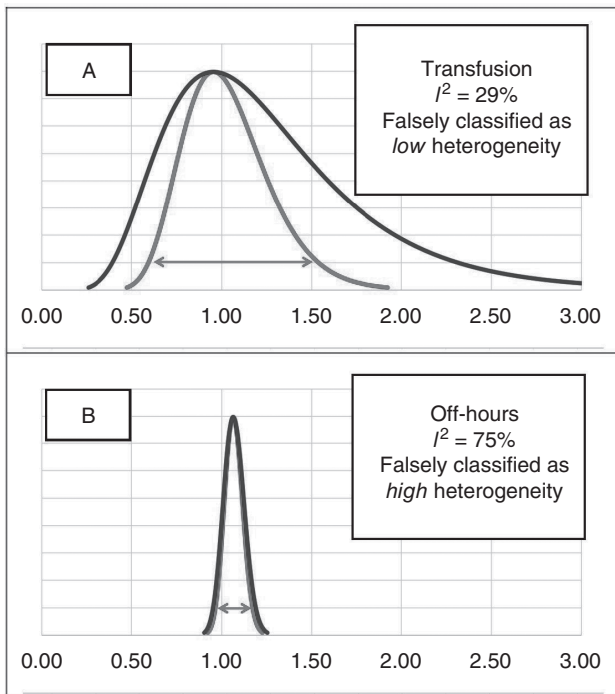 A
Transfusion
I² = 29%
Falsely classified as
low heterogeneity
0.00 0.50 1.00 1.50 2.00 2.50 3.00
B
Off-hours
I² = 75%
Falsely classified as
high heterogeneity
0.00 0.50 1.00 1.50 2.00 2.50 3.00